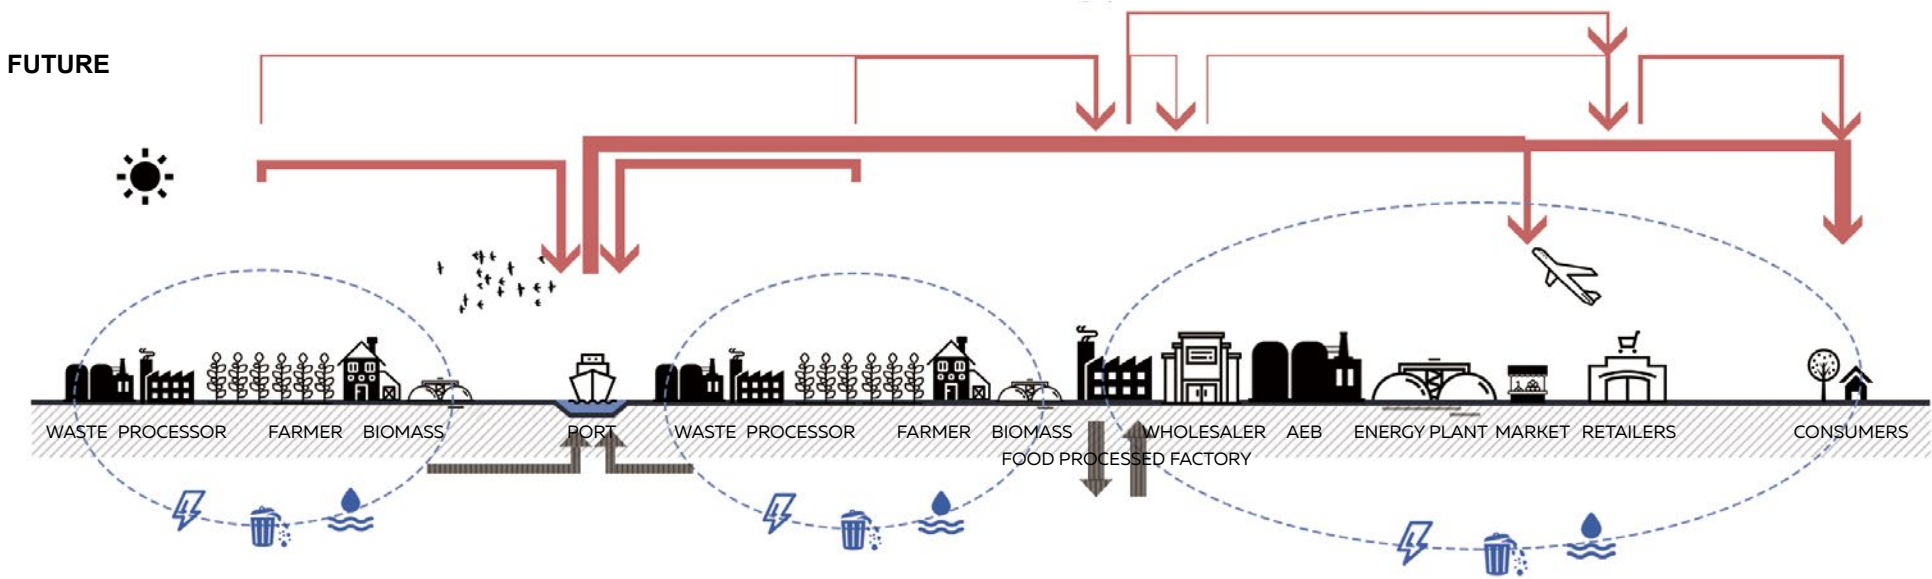 FUTURE
WASTE PROCESSOR FARMER BIOMASS PORT WASTE PROCESSOR FARMER BIOMASS WHOLESALER AEB ENERGY PLANT MARKET RETAILERS CONSUMERS
FOOD PROCESSED FACTORY